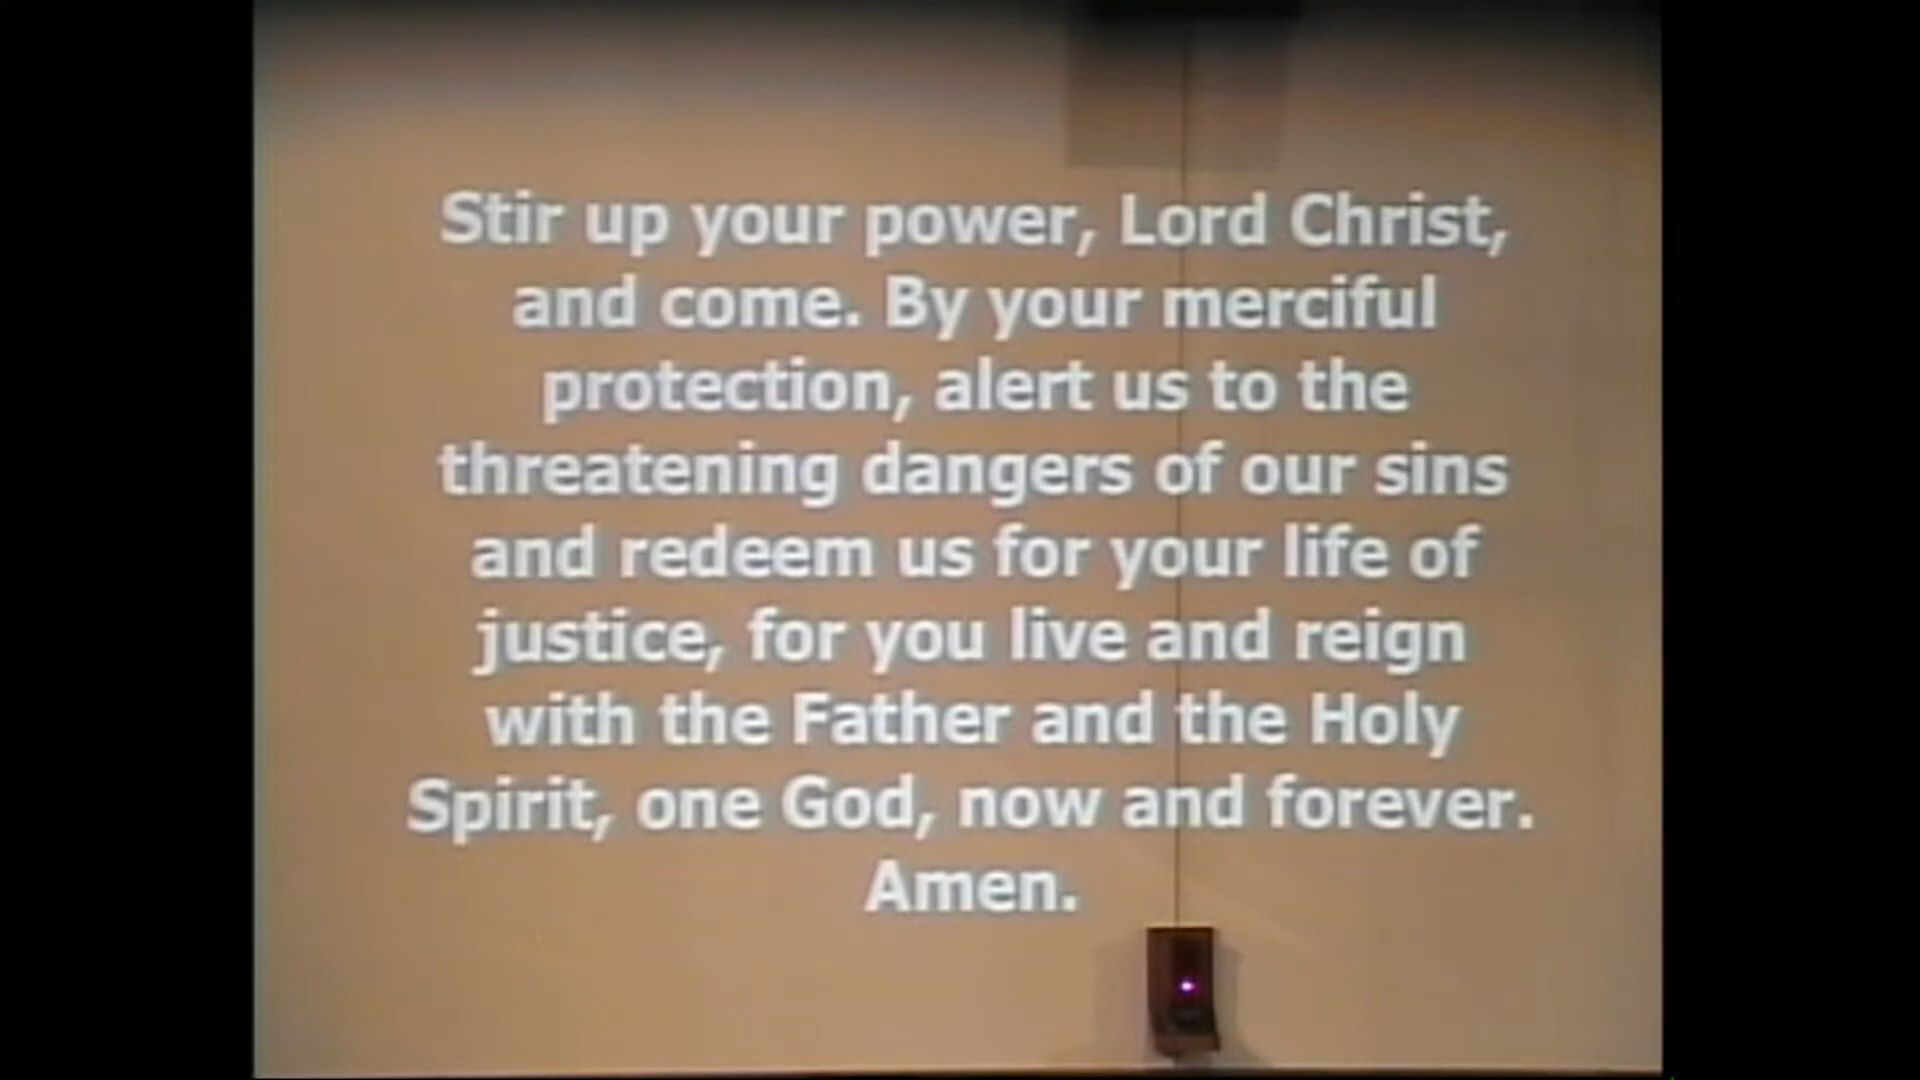 Stir up your power, Lord Christ,
and come. By your merciful
protection, alert us to the
threatening dangers of our sins
and redeem us for your life of
justice, for you live and reign
with the Father and the Holy
Spirit, one God, now and forever.
Amen.